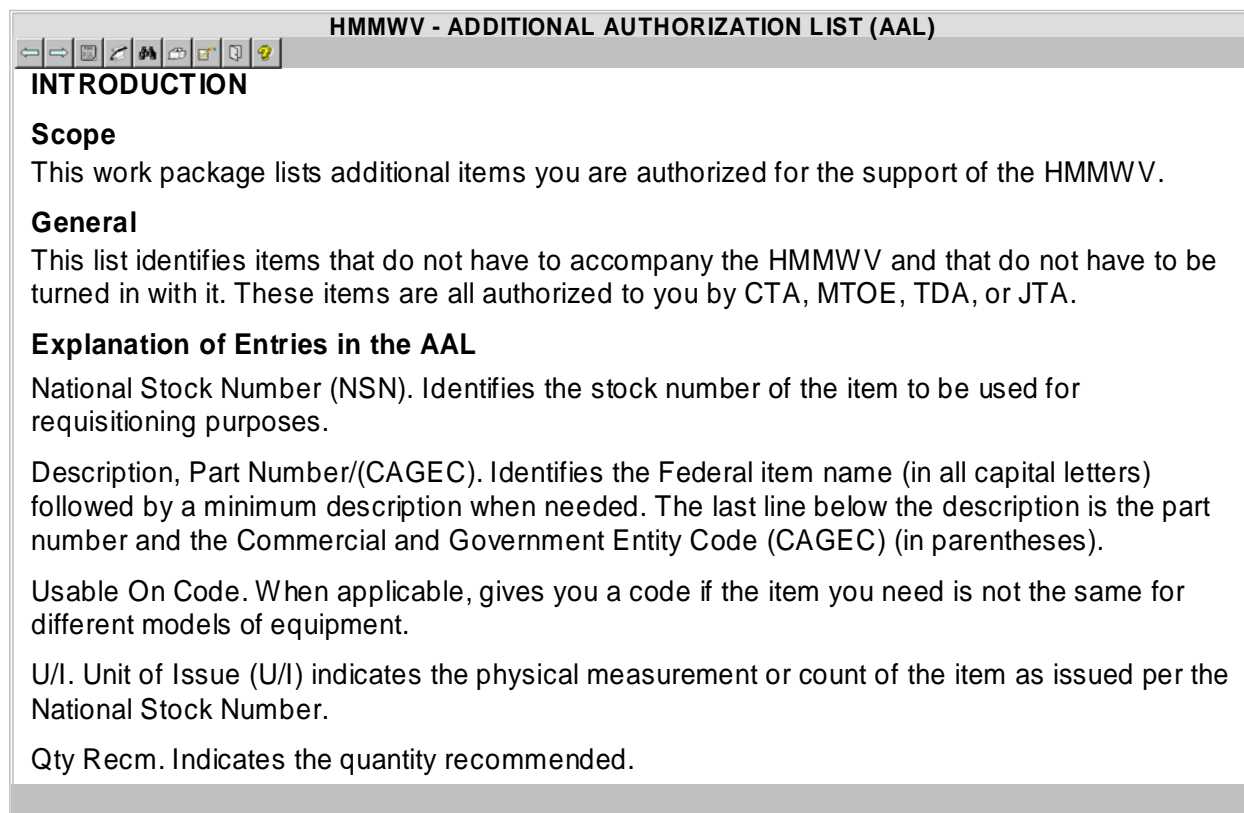 HMMWV - ADDITIONAL AUTHORIZATION LIST (AAL)
INTRODUCTION
Scope
This work package lists additional items you are authorized for the support of the HMMWV.
General
This list identifies items that do not have to accompany the HMMWV and that do not have to be
turned in with it. These items are all authorized to you by CTA, MTOE, TDA, or JTA.
Explanation of Entries in the AAL
National Stock Number (NSN). Identifies the stock number of the item to be used for
requisitioning purposes.
Description, Part Number/(CAGEC). Identifies the Federal item name (in all capital letters)
followed by a minimum description when needed. The last line below the description is the part
number and the Commercial and Government Entity Code (CAGEC) (in parentheses).
Usable On Code. When applicable, gives you a code if the item you need is not the same for
different models of equipment.
U/I. Unit of Issue (U/I) indicates the physical measurement or count of the item as issued per the
National Stock Number.
Qty Recm. Indicates the quantity recommended.